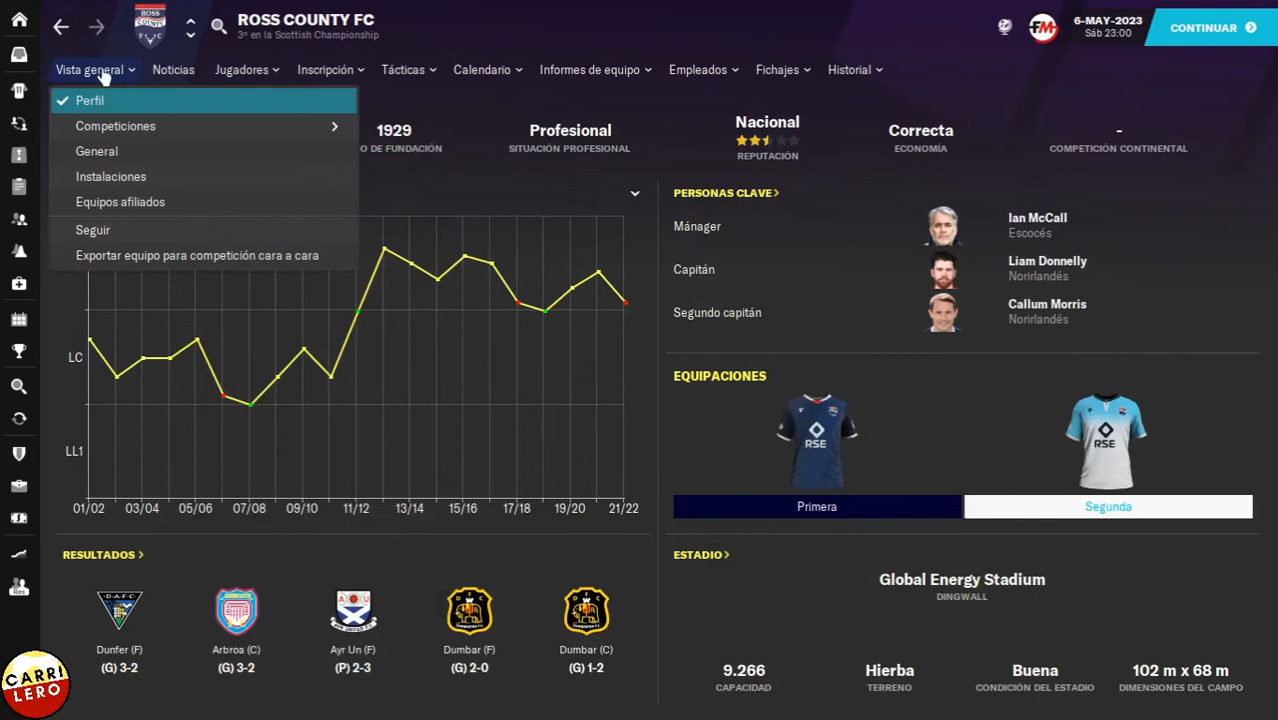 ROSS COUNTY FC
3º en la Scottish Championship
FM
6-MAY-2023
Sáb 23:00
CONTINUAR
Vista general
Noticias
Jugadores
Inscripción
Tácticas
Calendario
Informes de equipo
Empleados
Fichajes
Historial
Perfil
Competiciones
General
Instalaciones
Equipos afiliados
Seguir
Exportar equipo para competición cara a cara
1929
O DE FUNDACIÓN
Profesional
SITUACIÓN PROFESIONAL
Nacional
REPUTACIÓN
Correcta
ECONOMÍA
-
COMPETICIÓN CONTINENTAL
LC
LL1
01/02
03/04
05/06
07/08
09/10
11/12
13/14
15/16
17/18
19/20
21/22
PERSONAS CLAVE
Mánager
Ian McCall
Escocés
Capitán
Liam Donnelly
Norirlandés
Segundo capitán
Callum Morris
Norirlandés
EQUIPACIONES
RSE
RSE
Primera
Segunda
RESULTADOS
Dunfer (F)
(G) 3-2
Arbroa (C)
(G) 3-2
Ayr Un (F)
(P) 2-3
Dumbar (F)
(G) 2-0
Dumbar (C)
(G) 1-2
ESTADIO
Global Energy Stadium
DINGWALL
9.266
CAPACIDAD
Hierba
TERRENO
Buena
CONDICIÓN DEL ESTADIO
102 m x 68 m
DIMENSIONES DEL CAMPO
Res
CARRI
LERO